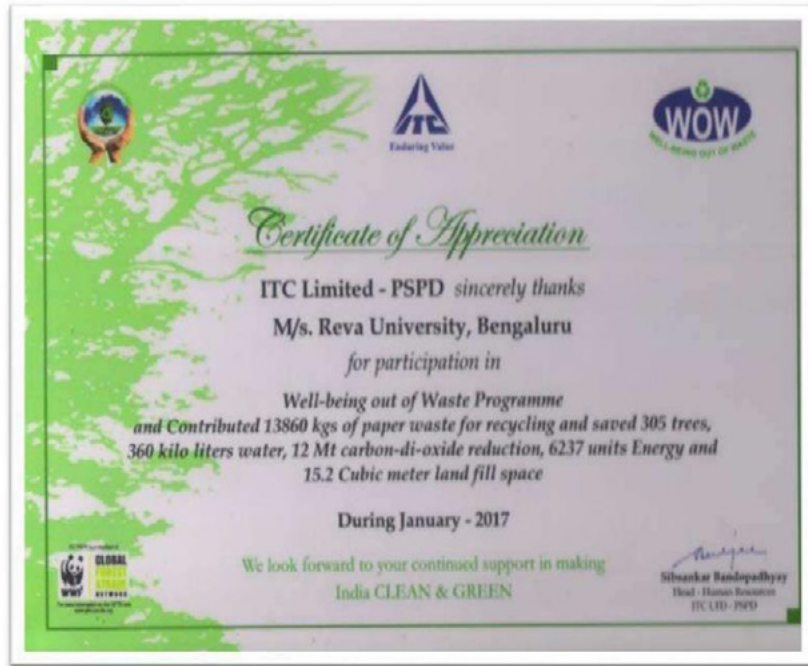 ITC
Enduring Value
WOW
WELL-BEING OUT OF WASTE
Certificate of Appreciation
ITC Limited - PSPD sincerely thanks
M/s. Reva University, Bengaluru
for participation in
Well-being out of Waste Programme
and Contributed 13860 kgs of paper waste for recycling and saved 305 trees,
360 kilo liters water, 12 Mt carbon-di-oxide reduction, 6237 units Energy and
15.2 Cubic meter land fill space
During January - 2017
We look forward to your continued support in making
India CLEAN & GREEN
WWF
GLOBAL
FOREST
& TRADE
NETWORK
Bandopadhyay
Head - Human Resources
ITC LTD - PSPD